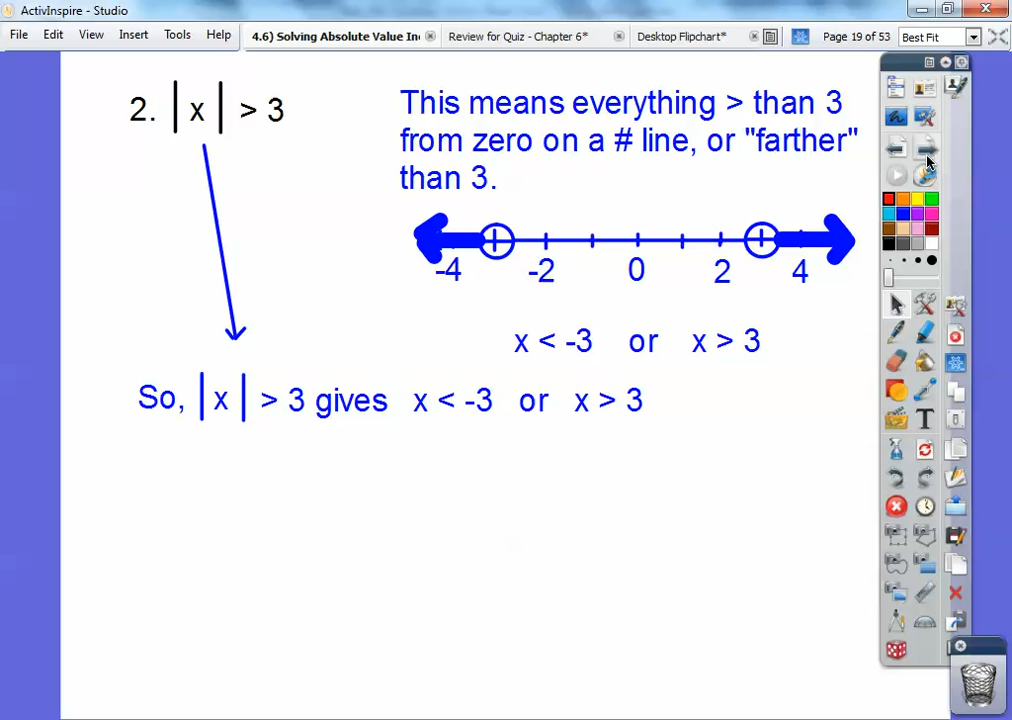 ActivInspire - Studio
File Edit View Insert Tools Help
4.6) Solving Absolute Value In Review for Quiz - Chapter 6* Desktop Flipchart* Page 19 of 53 Best Fit
2. |x| > 3
This means everything > than 3
from zero on a # line, or "farther"
than 3.
-4 -2 0 2 4
x < -3 or x > 3
So, |x| > 3 gives x < -3 or x > 3